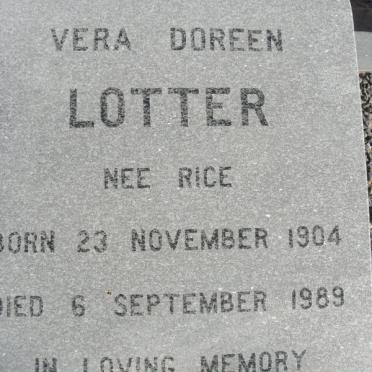 VERA DOREEN
LOTTER
NEE RICE
BORN 23 NOVEMBER 1904
DIED 6 SEPTEMBER 1989
IN LOVING MEMORY